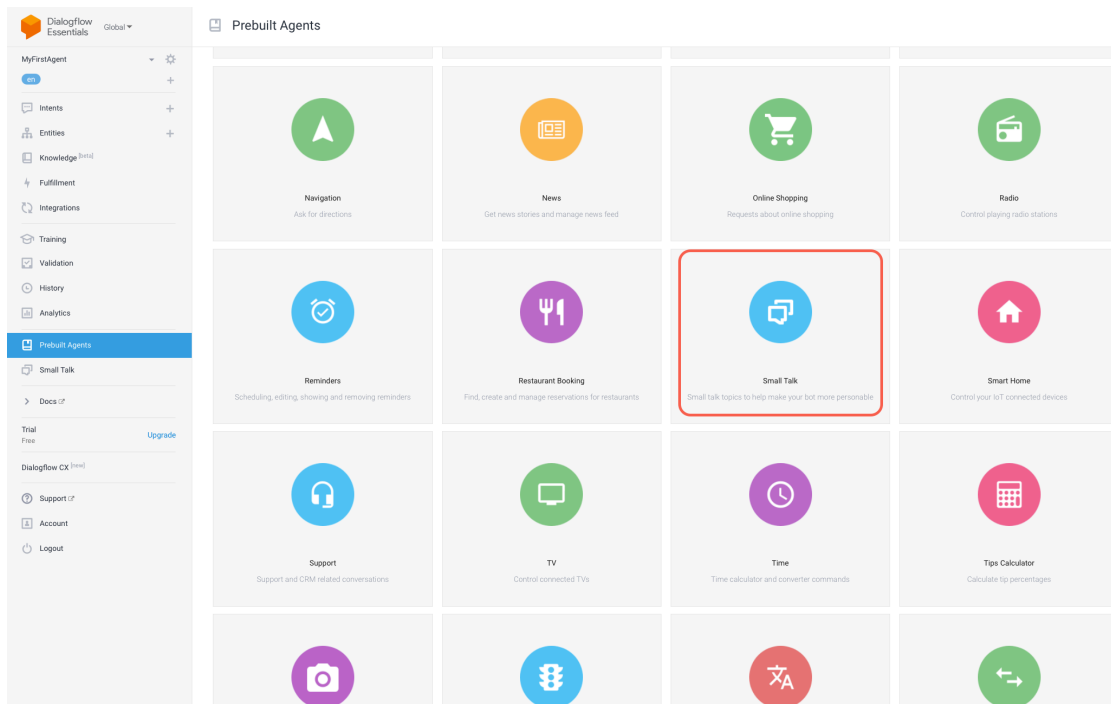 Dialogflow
Essentials
Global
Prebuilt Agents
MyFirstAgent
en
Intents
Entities
Knowledge [beta]
Fulfillment
Integrations
Training
Validation
History
Analytics
Prebuilt Agents
Small Talk
Docs
Trial
Free
Upgrade
Dialogflow CX [new]
Support
Account
Logout
Navigation
Ask for directions
News
Get news stories and manage news feed
Online Shopping
Requests about online shopping
Radio
Control playing radio stations
Reminders
Scheduling, editing, showing and removing reminders
Restaurant Booking
Find, create and manage reservations for restaurants
Small Talk
Small talk topics to help make your bot more personable
Smart Home
Control your IoT connected devices
Support
Support and CRM related conversations
TV
Control connected TVs
Time
Time calculator and converter commands
Tips Calculator
Calculate tip percentages